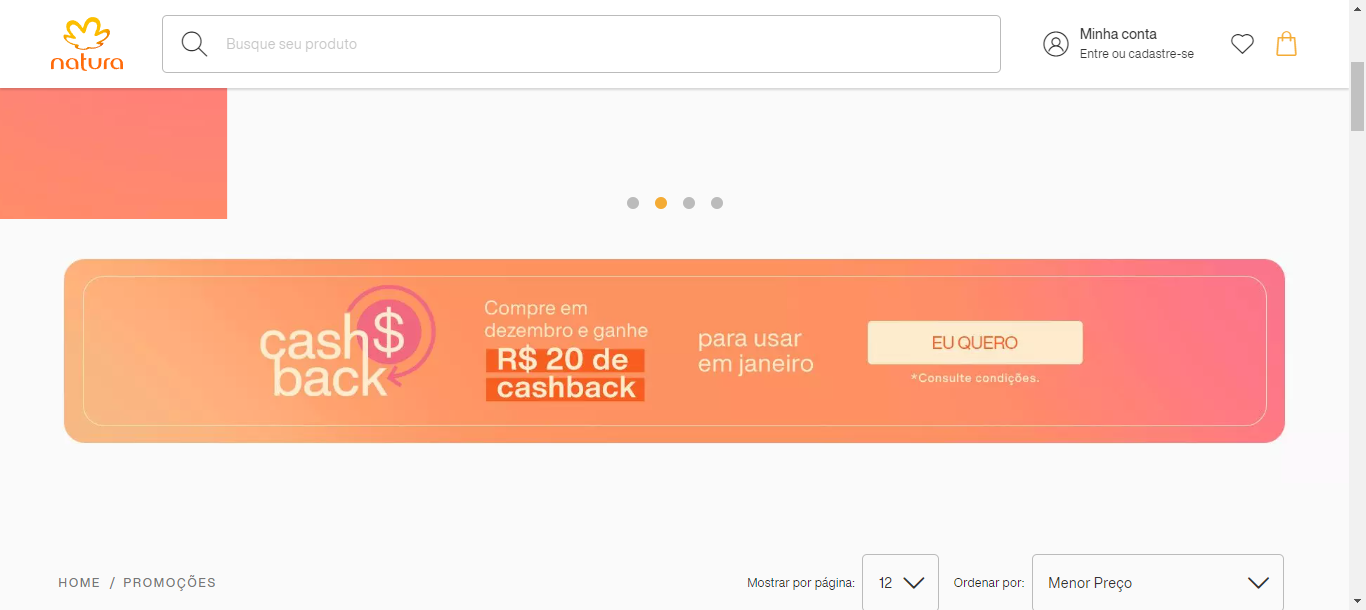 natura
Busque seu produto
Minha conta
Entre ou cadastre-se
cash$
back
Compre em
dezembro e ganhe
R$ 20 de
cashback
para usar
em janeiro
EU QUERO
*Consulte condições.
HOME / PROMOÇÕES
Mostrar por página:
12
Ordenar por:
Menor Preço